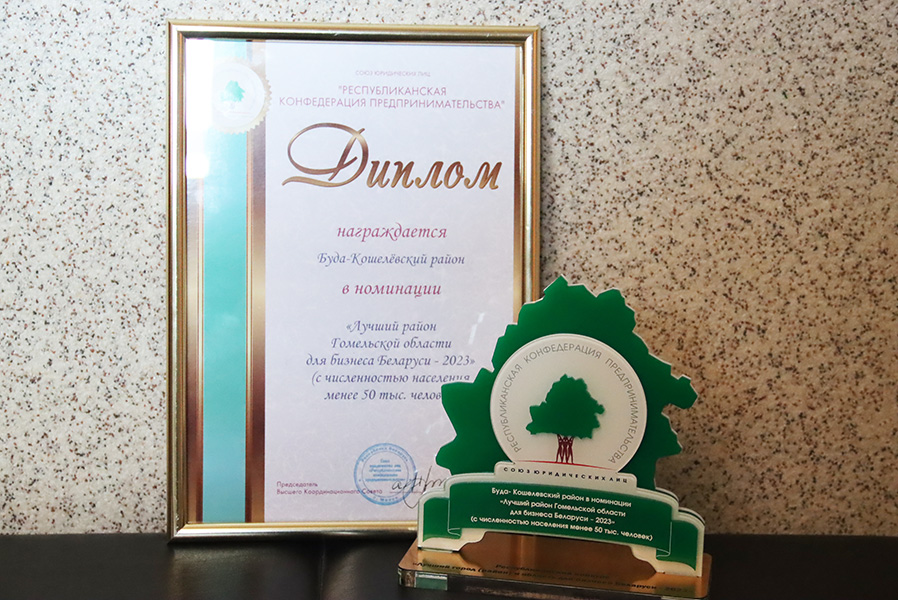 СОЮЗ ЮРИДИЧЕСКИХ ЛИЦ
"РЕСПУБЛИКАНСКАЯ
КОНФЕДЕРАЦИЯ ПРЕДПРИНИМАТЕЛЬСТВА"
Диплом
награждается
Буда-Кошелёвский район
в номинации
«Лучший район
Гомельской области
для бизнеса Беларуси - 2023»
(с численностью населения
менее 50 тыс.
Председатель
Высшего Координационного Совета
РЕСПУБЛИКАНСКАЯ КОНФЕДЕРАЦИЯ ПРЕДПРИНИМАТЕЛЬСТВА
СОЮЗ ЮРИДИЧЕСКИХ ЛИЦ
Буда- Кошелевский район в номинации
«Лучший район Гомельской области
для бизнеса Беларуси - 2023»
(с численностью населения менее 50 тыс. человек)